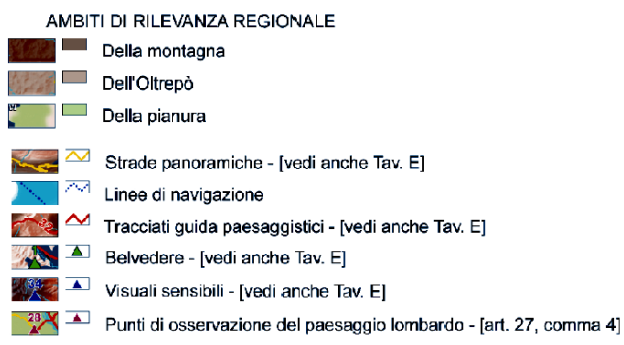 AMBITI DI RILEVANZA REGIONALE
Della montagna
Dell'Oltrepò
Della pianura
Strade panoramiche - [vedi anche Tav. E]
Linee di navigazione
Tracciati guida paesaggistici - [vedi anche Tav. E]
Belvedere - [vedi anche Tav. E]
Visuali sensibili - [vedi anche Tav. E]
Punti di osservazione del paesaggio lombardo - [art. 27, comma 4]